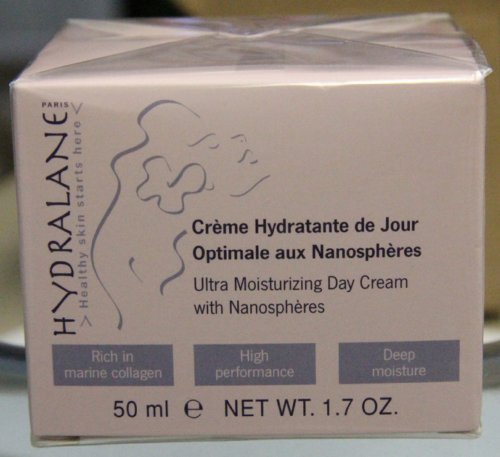 HYDRALANE
PARIS
> Healthy skin starts here <
Crème Hydratante de Jour
Optimale aux Nanosphères
Ultra Moisturizing Day Cream
with Nanosphères
Rich in
marine collagen
High
performance
Deep
moisture
50 ml ℮ NET WT. 1.7 OZ.